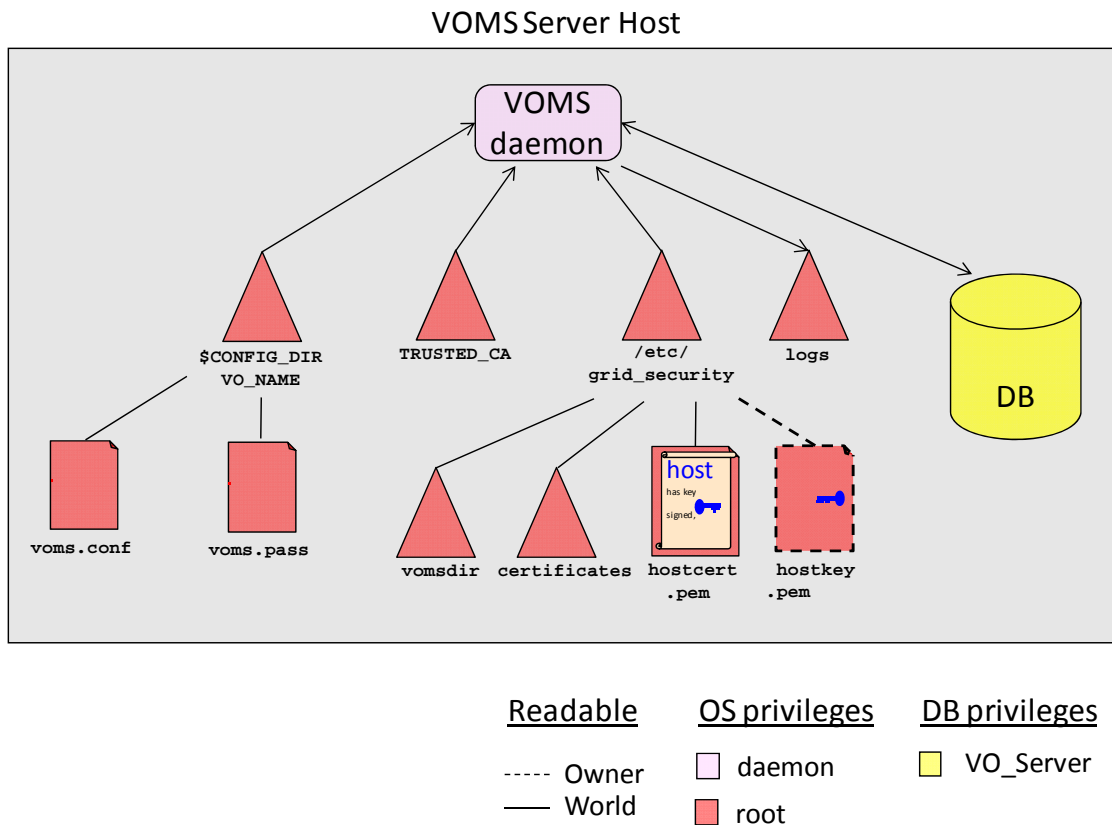 VOMS Server Host
VOMS
daemon
$CONFIG_DIR
VO_NAME
TRUSTED_CA
/etc/
grid_security
logs
DB
voms.conf
voms.pass
vomsdir
certificates
host
has key
signed,
hostcert
.pem
hostkey
.pem
Readable
Owner
World
OS privileges
daemon
root
DB privileges
VO_Server